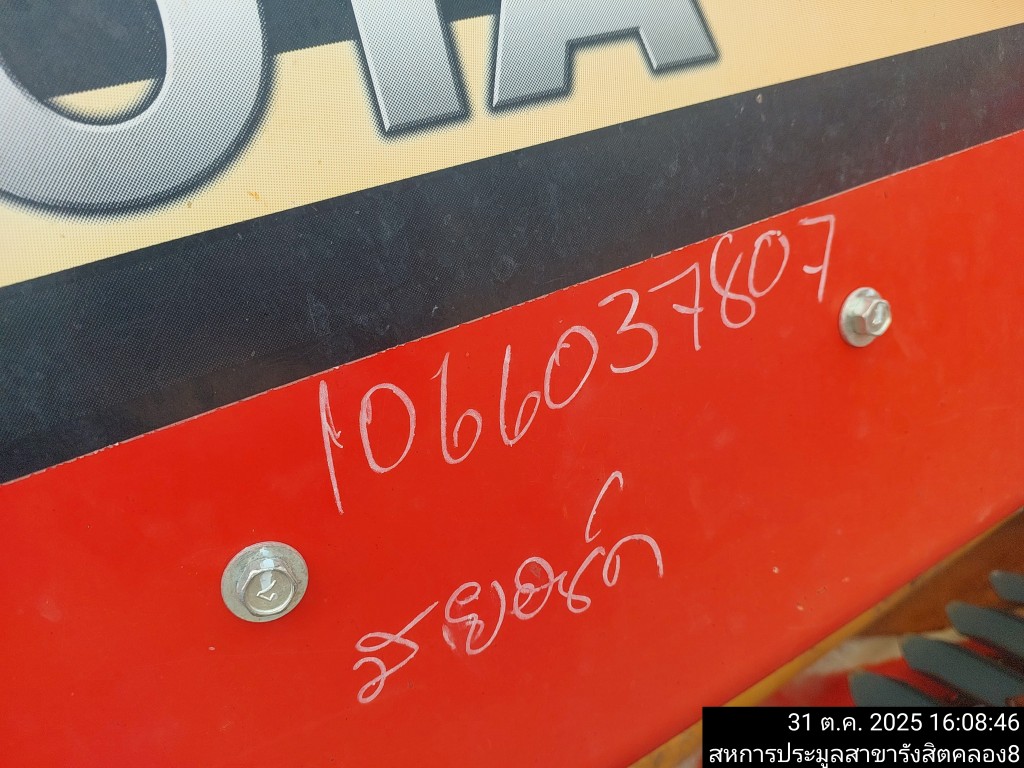 OTA
1066037807
31 ต.ค. 2025 16:08:46
สหการประมูลสาขารังสิตคลอง8